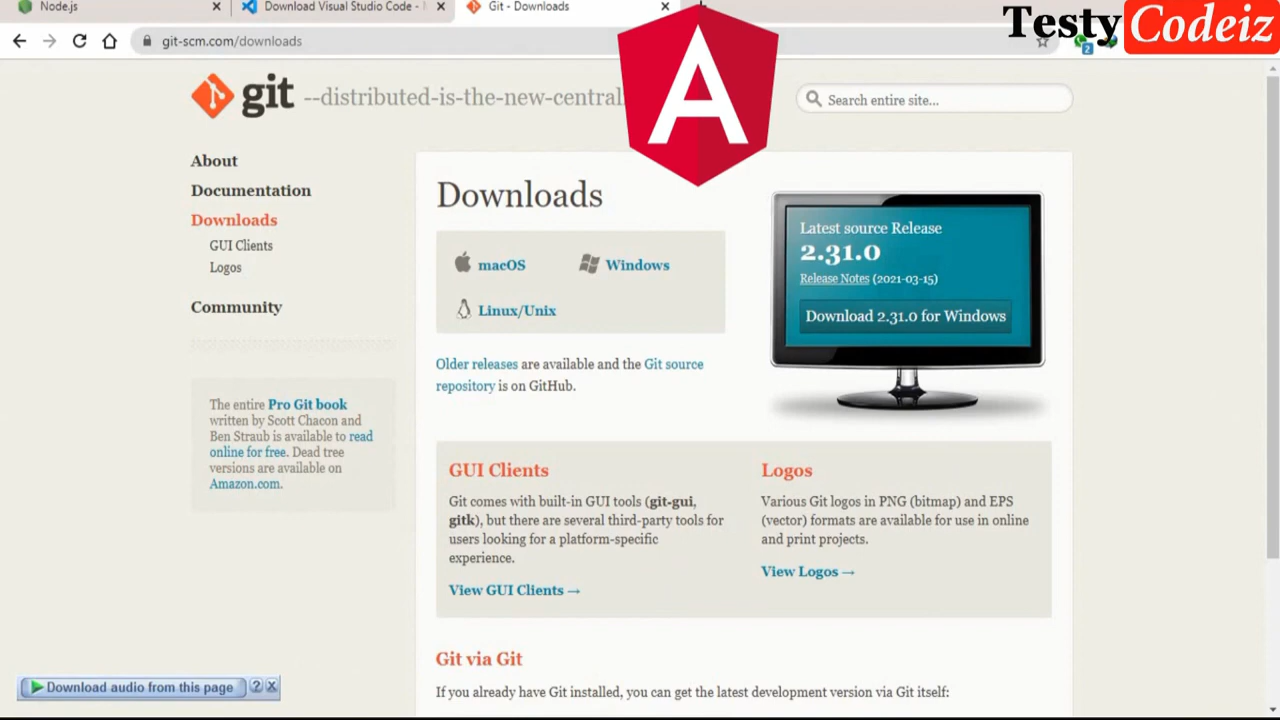 Node.js
Download Visual Studio Code -
Git - Downloads
Testy Codeiz
git-scm.com/downloads
2
git --distributed-is-the-new-central
Search entire site...
About
Documentation
Downloads
GUI Clients
Logos
Community
The entire Pro Git book
written by Scott Chacon and
Ben Straub is available to read
online for free. Dead tree
versions are available on
Amazon.com.
A
Downloads
macOS
Windows
Linux/Unix
Older releases are available and the Git source
repository is on GitHub.
Latest source Release
2.31.0
Release Notes (2021-03-15)
Download 2.31.0 for Windows
GUI Clients
Git comes with built-in GUI tools (git-gui,
gitk), but there are several third-party tools for
users looking for a platform-specific
experience.
View GUI Clients →
Logos
Various Git logos in PNG (bitmap) and EPS
(vector) formats are available for use in online
and print projects.
View Logos →
Git via Git
If you already have Git installed, you can get the latest development version via Git itself:
Download audio from this page ? X